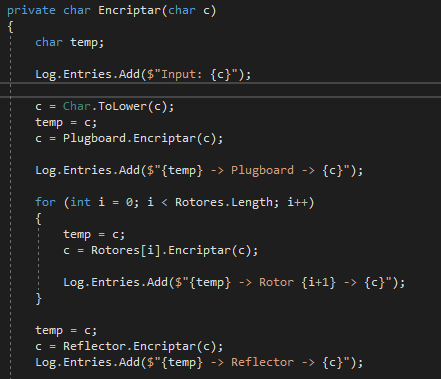 private char Encriptar(char c)
{
char temp;
Log.Entries.Add($"Input: {c}");
c = Char.ToLower(c);
temp = c;
c = Plugboard.Encriptar(c);
Log.Entries.Add($"{temp} -> Plugboard -> {c}");
for (int i = 0; i < Rotores.Length; i++)
{
temp = c;
c = Rotores[i].Encriptar(c);
Log.Entries.Add($"{temp} -> Rotor {i+1} -> {c}");
}
temp = c;
c = Reflector.Encriptar(c);
Log.Entries.Add($"{temp} -> Reflector -> {c}");